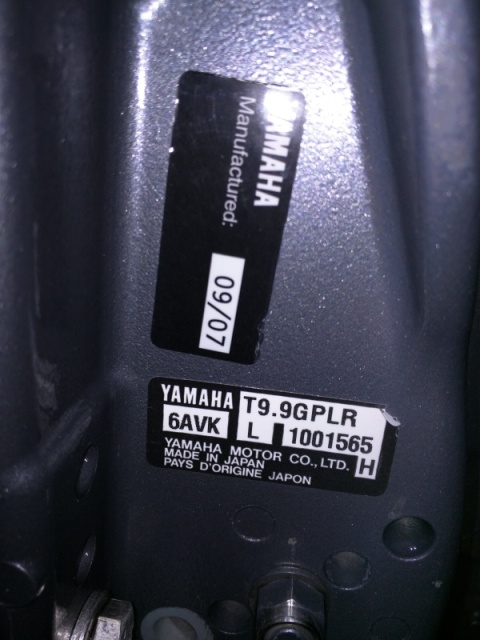 YAMAHA
Manufactured:
09/07
YAMAHA T9.9GPLR
6AVK L 1001565
YAMAHA MOTOR CO., LTD. H
MADE IN JAPAN
PAYS D'ORIGINE JAPON